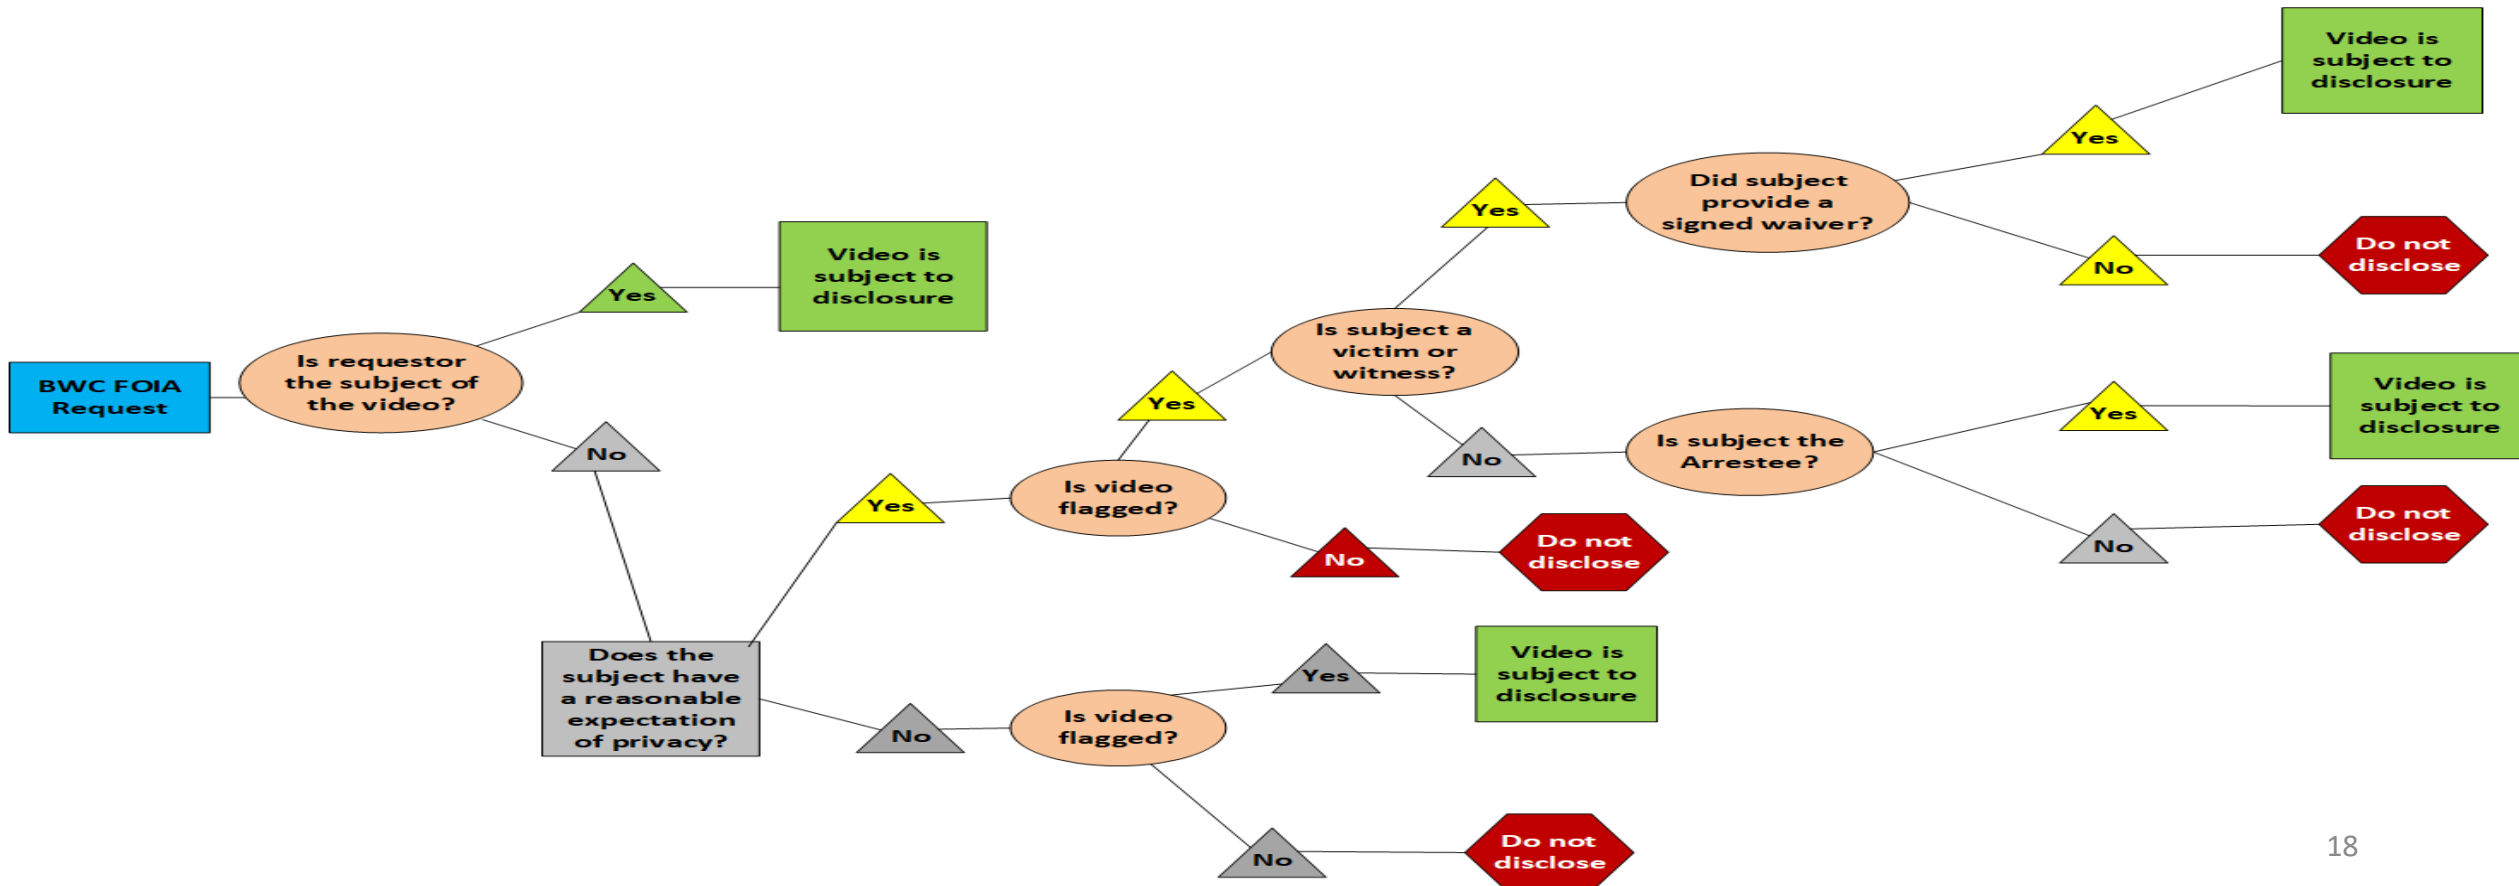 BWC FOIA
Request
Is requestor
the subject of
the video?
Yes
Video is
subject to
disclosure
No
Does the
subject have
a reasonable
expectation
of privacy?
Yes
Is video
flagged?
Yes
Is subject a
victim or
witness?
Yes
Did subject
provide a
signed waiver?
Yes
Video is
subject to
disclosure
No
Do not
disclose
No
Is subject the
Arrestee?
Yes
Video is
subject to
disclosure
No
Do not
disclose
No
Do not
disclose
No
Is video
flagged?
Yes
Video is
subject to
disclosure
No
Do not
disclose
18